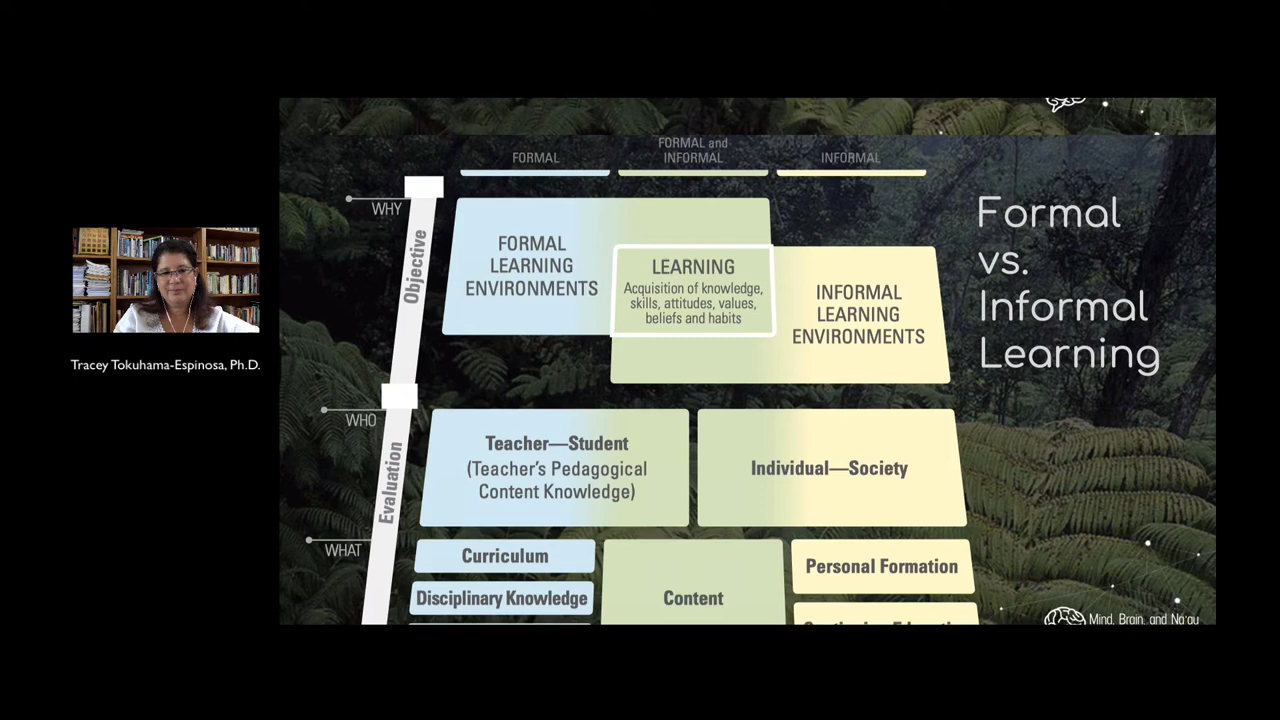 FORMAL
FORMAL and
INFORMAL
INFORMAL
WHY
Objective
FORMAL
LEARNING
ENVIRONMENTS
LEARNING
Acquisition of knowledge,
skills, attitudes, values,
beliefs and habits
INFORMAL
LEARNING
ENVIRONMENTS
Formal
vs.
Informal
Learning
Tracey Tokuhama-Espinosa, Ph.D.
WHO
Evaluation
Teacher—Student
(Teacher's Pedagogical
Content Knowledge)
Individual—Society
WHAT
Curriculum
Disciplinary Knowledge
Content
Personal Formation
Mind, Brain, and Na'au